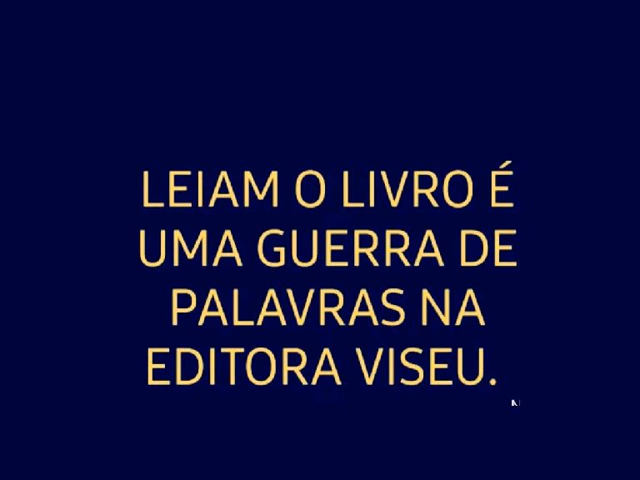 LEIAM O LIVRO É
UMA GUERRA DE
PALAVRAS NA
EDITORA VISEU.